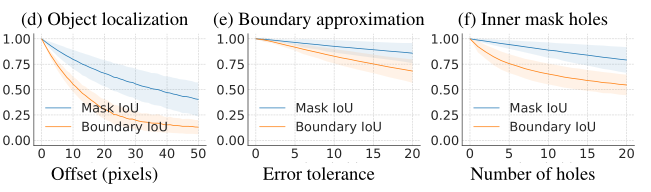 (d) Object localization
1.00
0.75
0.50
0.25
0.00
Mask IoU
Boundary IoU
0 10 20 30 40 50
Offset (pixels)
(e) Boundary approximation
1.00
0.75
0.50
0.25
0.00
Mask IoU
Boundary IoU
0 5 10 15 20
Error tolerance
(f) Inner mask holes
1.00
0.75
0.50
0.25
0.00
Mask IoU
Boundary IoU
0 5 10 15 20
Number of holes